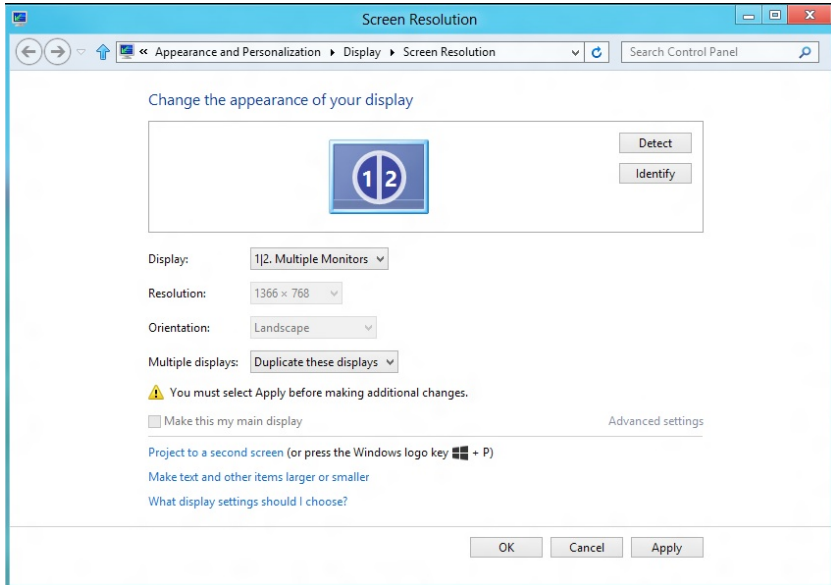 Screen Resolution
« Appearance and Personalization ▸ Display ▸ Screen Resolution
Search Control Panel
Change the appearance of your display
1|2
Detect
Identify
Display: 1|2. Multiple Monitors
Resolution: 1366 × 768
Orientation: Landscape
Multiple displays: Duplicate these displays
You must select Apply before making additional changes.
Make this my main display Advanced settings
Project to a second screen (or press the Windows logo key + P)
Make text and other items larger or smaller
What display settings should I choose?
OK Cancel Apply